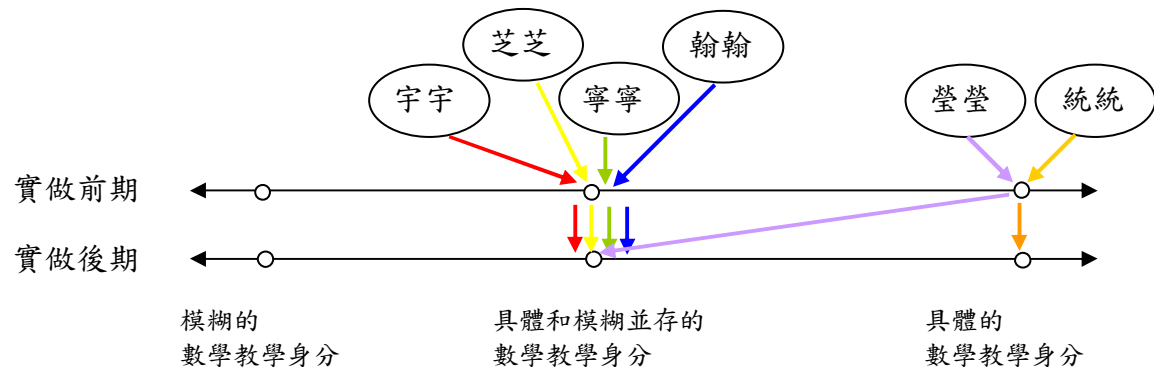 芝芝
翰翰
宇宇
寧寧
瑩瑩
統統
實做前期
實做後期
模糊的
數學教學身分
具體和模糊並存的
數學教學身分
具體的
數學教學身分